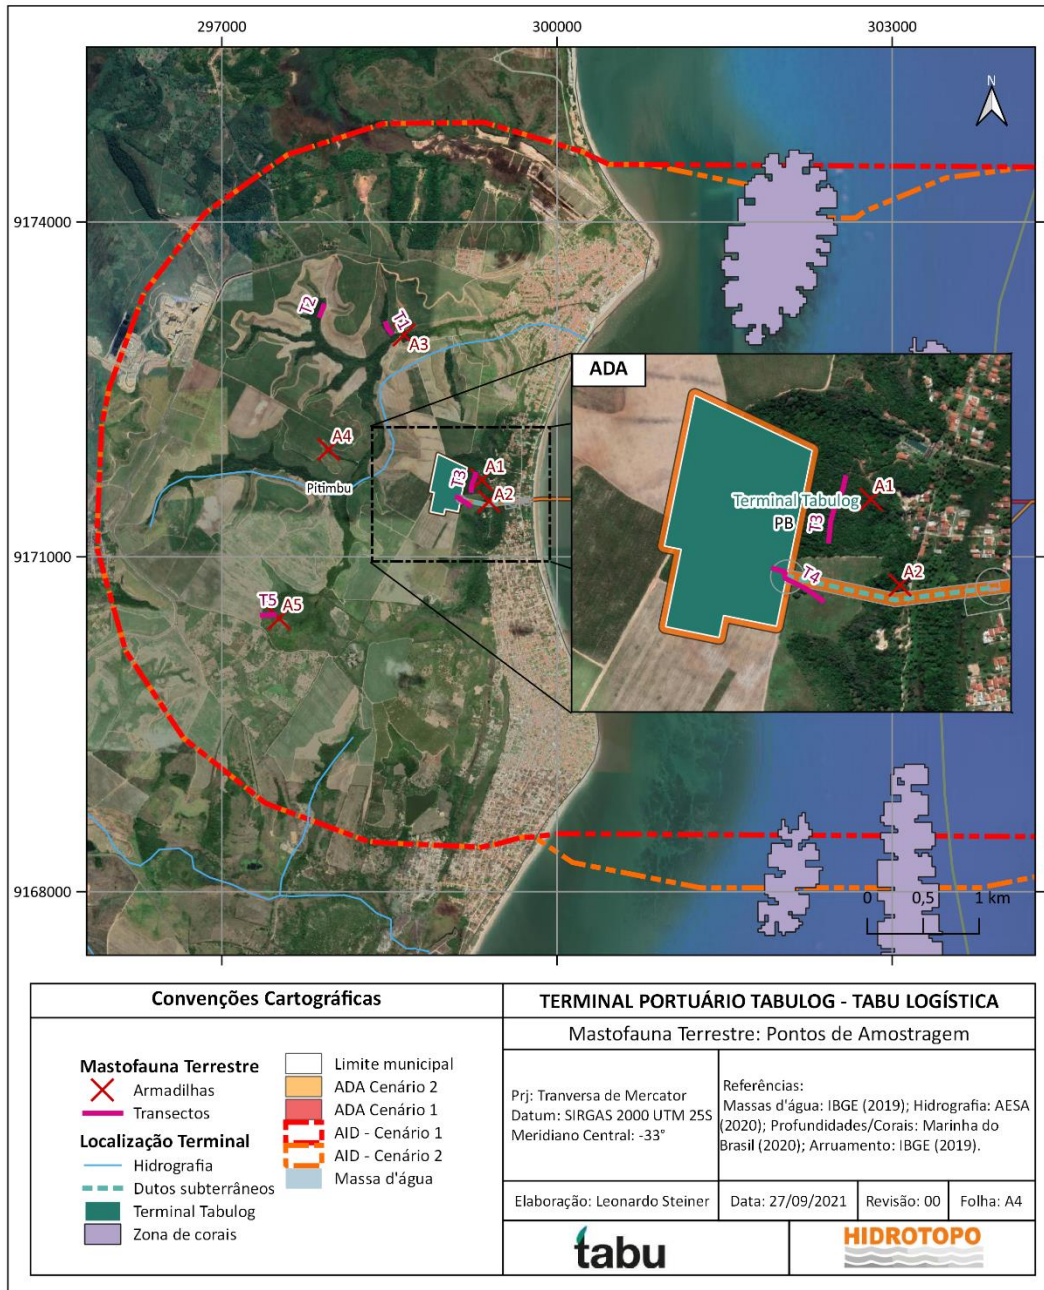 297000
300000
303000
N
9174000
T2
T1
A3
ADA
A4
Pitimbu
T3
A1
A2
Terminal Tabulog
PB
T3
A1
T4
A2
9171000
T5
A5
9168000
0 0,5 1 km
Convenções Cartográficas
Mastofauna Terrestre
Armadilhas
Transectos
Localização Terminal
Hidrografia
Dutos subterrâneos
Terminal Tabulog
Zona de corais
Limite municipal
ADA Cenário 2
ADA Cenário 1
AID - Cenário 1
AID - Cenário 2
Massa d'água
TERMINAL PORTUÁRIO TABULOG - TABU LOGÍSTICA
Mastofauna Terrestre: Pontos de Amostragem
Prj: Tranversa de Mercator
Datum: SIRGAS 2000 UTM 25S
Meridiano Central: -33°
Referências:
Massas d'água: IBGE (2019); Hidrografia: AESA
(2020); Profundidades/Corais: Marinha do
Brasil (2020); Arruamento: IBGE (2019).
Elaboração: Leonardo Steiner
Data: 27/09/2021
Revisão: 00
Folha: A4
tabu
HIDROTOPO